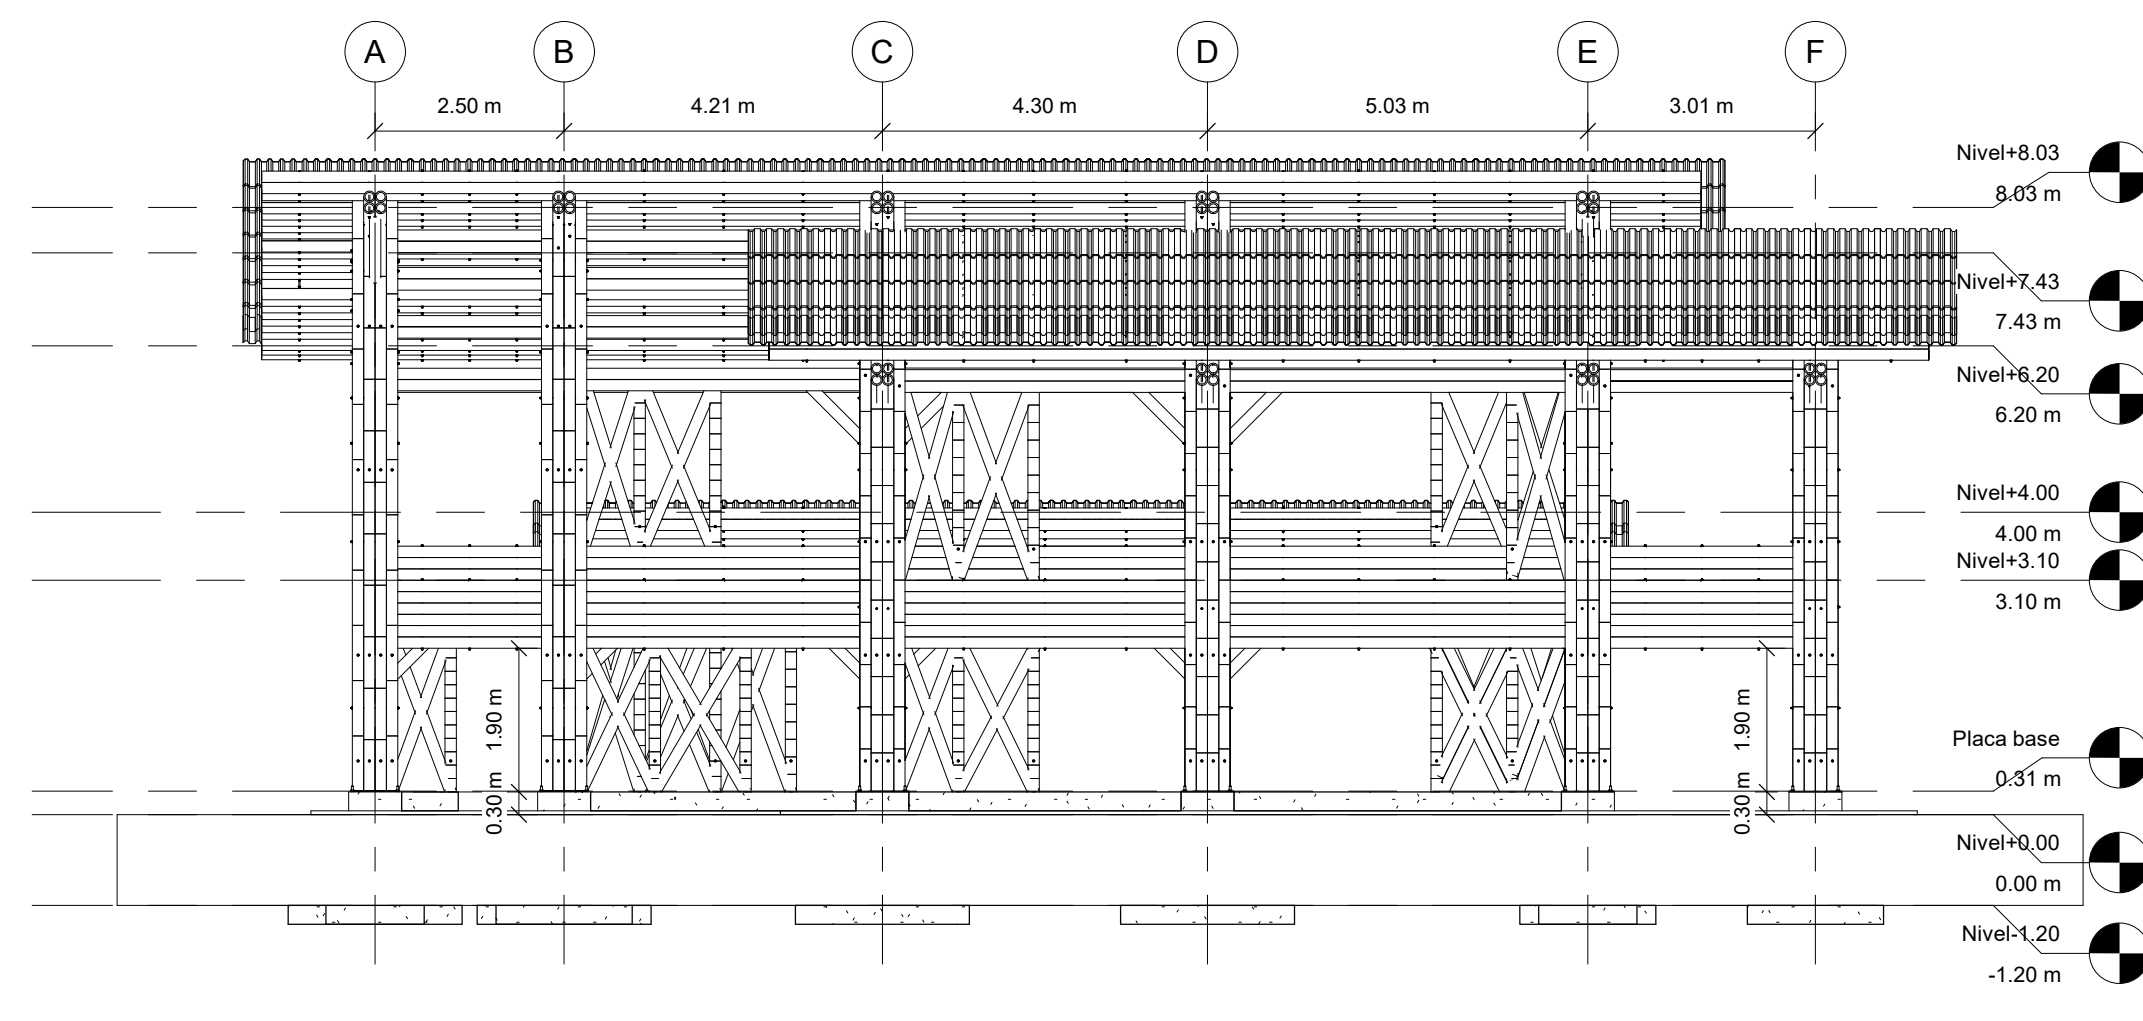 A B C D E F
2.50 m 4.21 m 4.30 m 5.03 m 3.01 m
Nivel+8.03
8.03 m
Nivel+7.43
7.43 m
Nivel+6.20
6.20 m
Nivel+4.00
4.00 m
Nivel+3.10
3.10 m
1.90 m 1.90 m
Placa base
0.31 m
0.30 m 0.30 m
Nivel+0.00
0.00 m
Nivel-1.20
-1.20 m